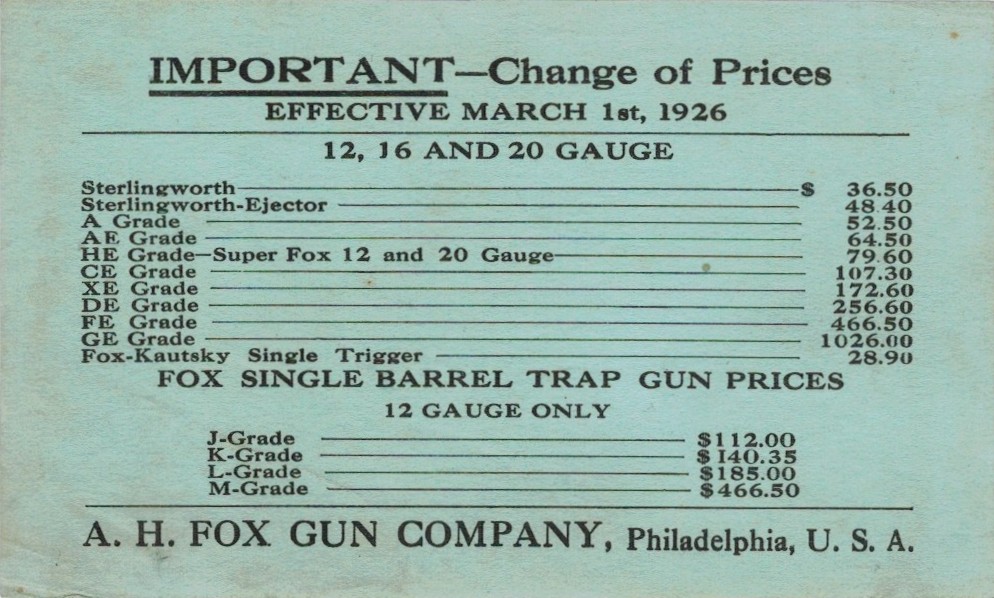 IMPORTANT—Change of Prices
EFFECTIVE MARCH 1st, 1926
12, 16 AND 20 GAUGE
Sterlingworth $ 36.50
Sterlingworth-Ejector 48.40
A Grade 52.50
AE Grade 64.50
HE Grade—Super Fox 12 and 20 Gauge 79.60
CE Grade 107.30
XE Grade 172.60
DE Grade 256.60
FE Grade 466.50
GE Grade 1026.00
Fox-Kautsky Single Trigger 28.90
FOX SINGLE BARREL TRAP GUN PRICES
12 GAUGE ONLY
J-Grade $112.00
K-Grade $140.35
L-Grade $185.00
M-Grade $466.50
A. H. FOX GUN COMPANY, Philadelphia, U. S. A.